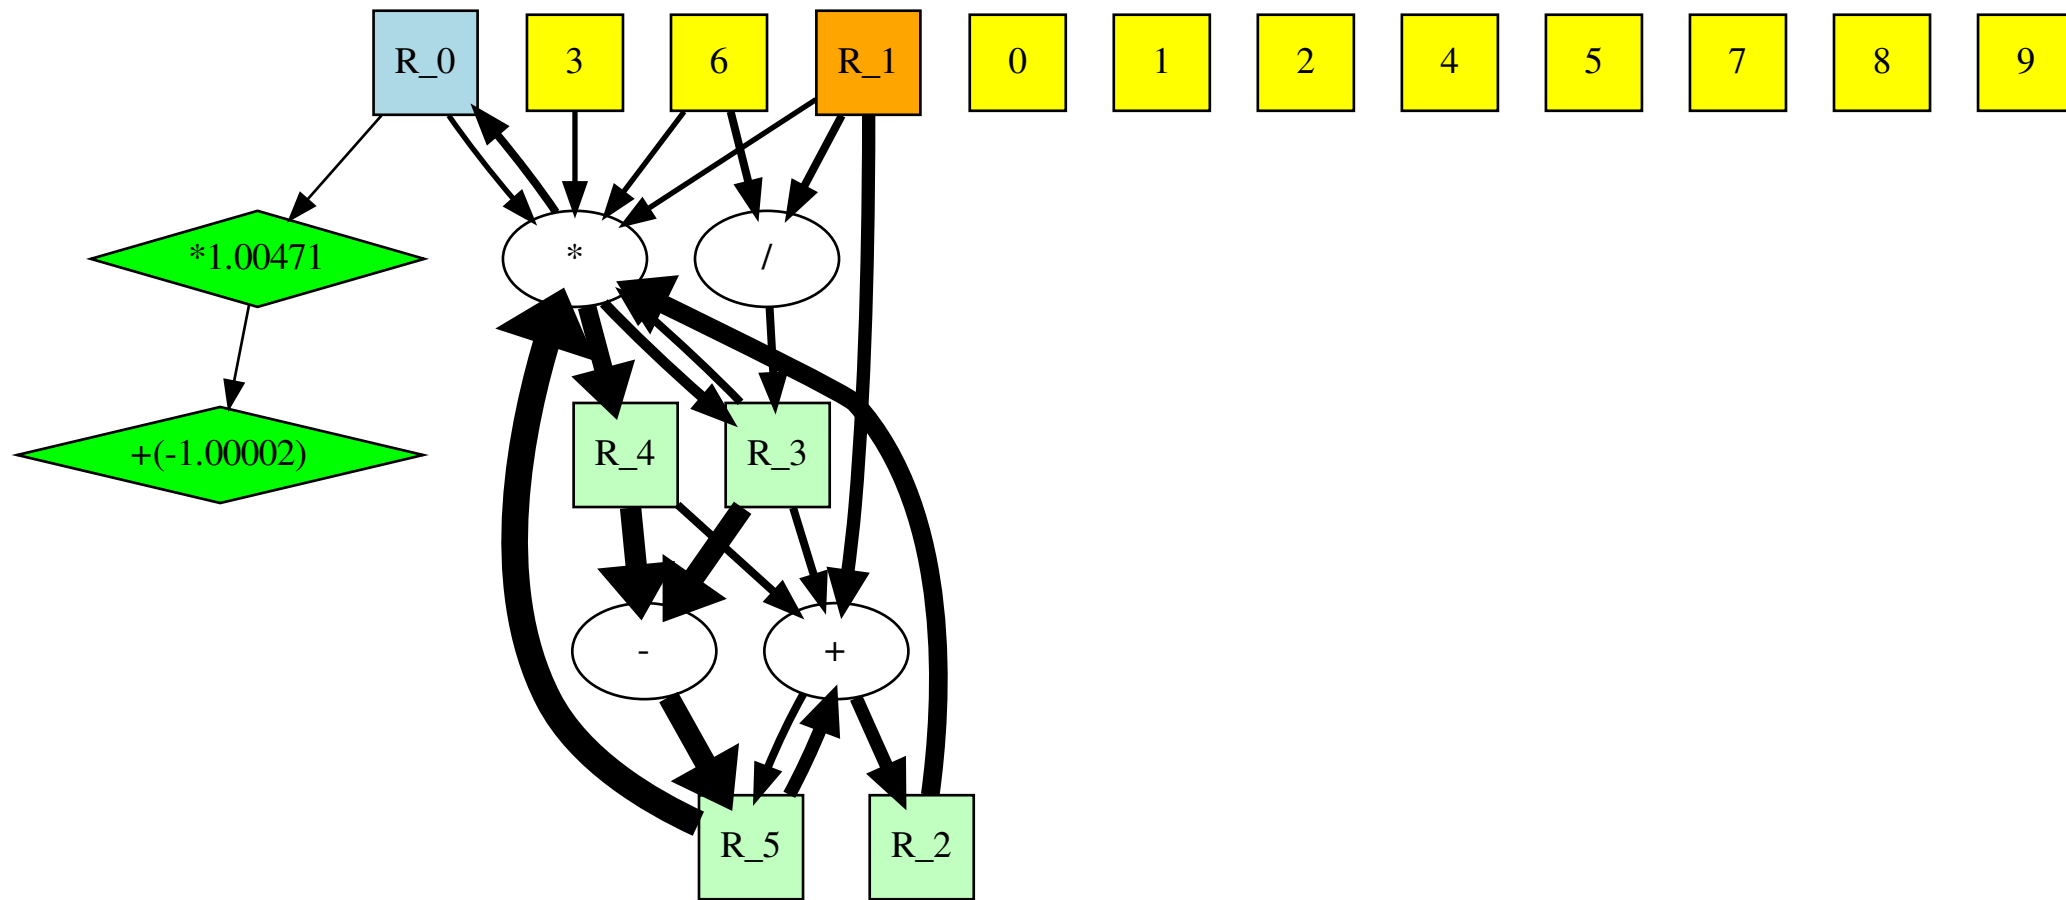 R_0
3
6
R_1
0
1
2
4
5
7
8
9
*1.00471
*
/
+(-1.00002)
R_4
R_3
-
+
R_5
R_2